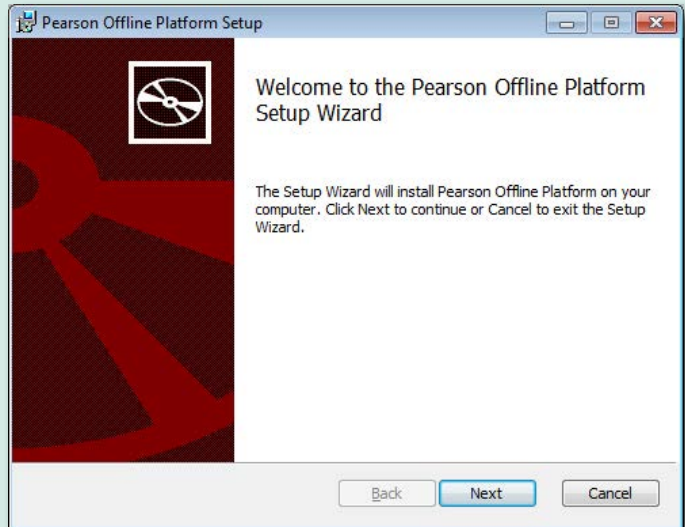 Pearson Offline Platform Setup
Welcome to the Pearson Offline Platform
Setup Wizard
The Setup Wizard will install Pearson Offline Platform on your
computer. Click Next to continue or Cancel to exit the Setup
Wizard.
Back
Next
Cancel